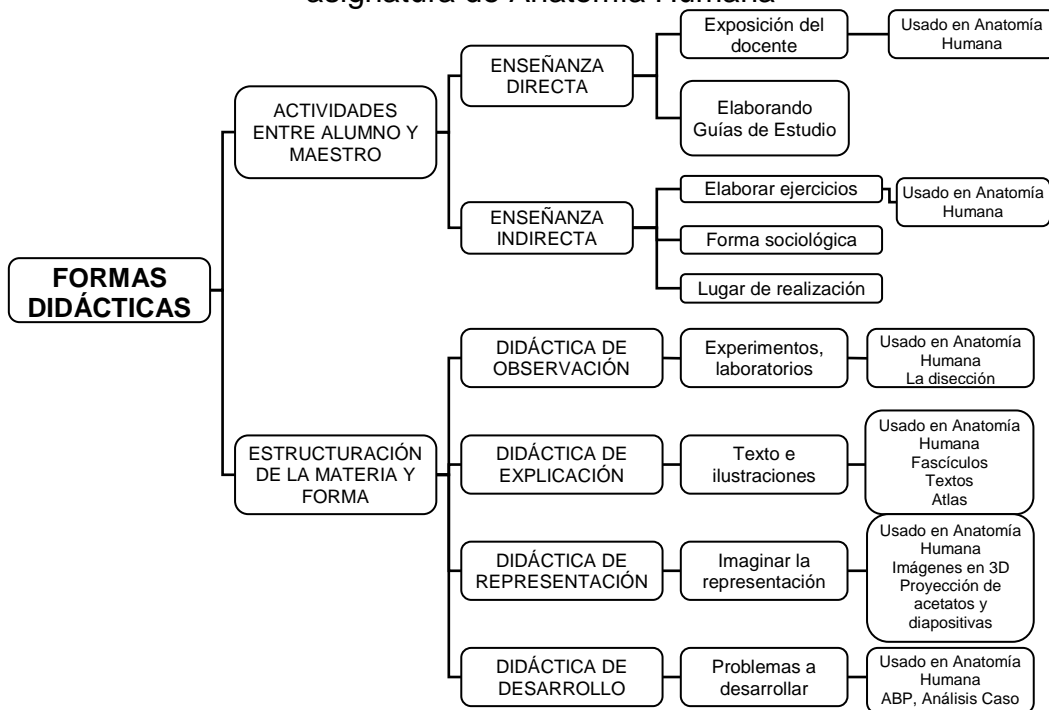 asignatura de Anatomía Humana
FORMAS
DIDÁCTICAS
ACTIVIDADES
ENTRE ALUMNO Y
MAESTRO
ENSEÑANZA
DIRECTA
Exposición del
docente
Usado en Anatomía
Humana
Elaborando
Guías de Estudio
ENSEÑANZA
INDIRECTA
Elaborar ejercicios
Usado en Anatomía
Humana
Forma sociológica
Lugar de realización
ESTRUCTURACIÓN
DE LA MATERIA Y
FORMA
DIDÁCTICA DE
OBSERVACIÓN
Experimentos,
laboratorios
Usado en Anatomía
Humana
La disección
DIDÁCTICA DE
EXPLICACIÓN
Texto e
ilustraciones
Usado en Anatomía
Humana
Fascículos
Textos
Atlas
DIDÁCTICA DE
REPRESENTACIÓN
Imaginar la
representación
Usado en Anatomía
Humana
Imágenes en 3D
Proyección de
acetatos y
diapositivas
DIDÁCTICA DE
DESARROLLO
Problemas a
desarrollar
Usado en Anatomía
Humana
ABP, Análisis Caso